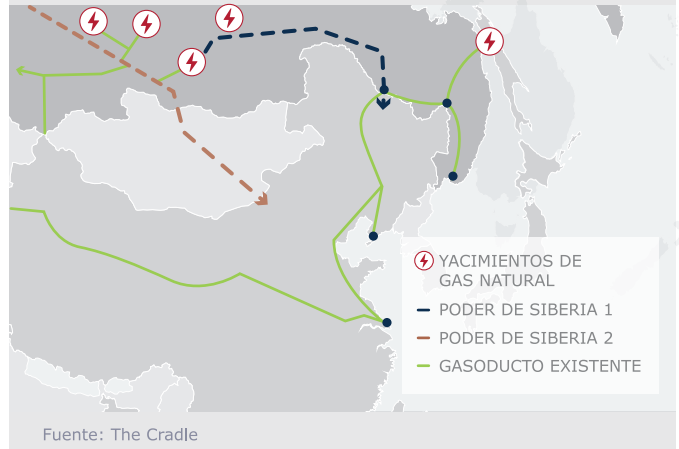 YACIMIENTOS DE
GAS NATURAL
PODER DE SIBERIA 1
PODER DE SIBERIA 2
GASODUCTO EXISTENTE
Fuente: The Cradle